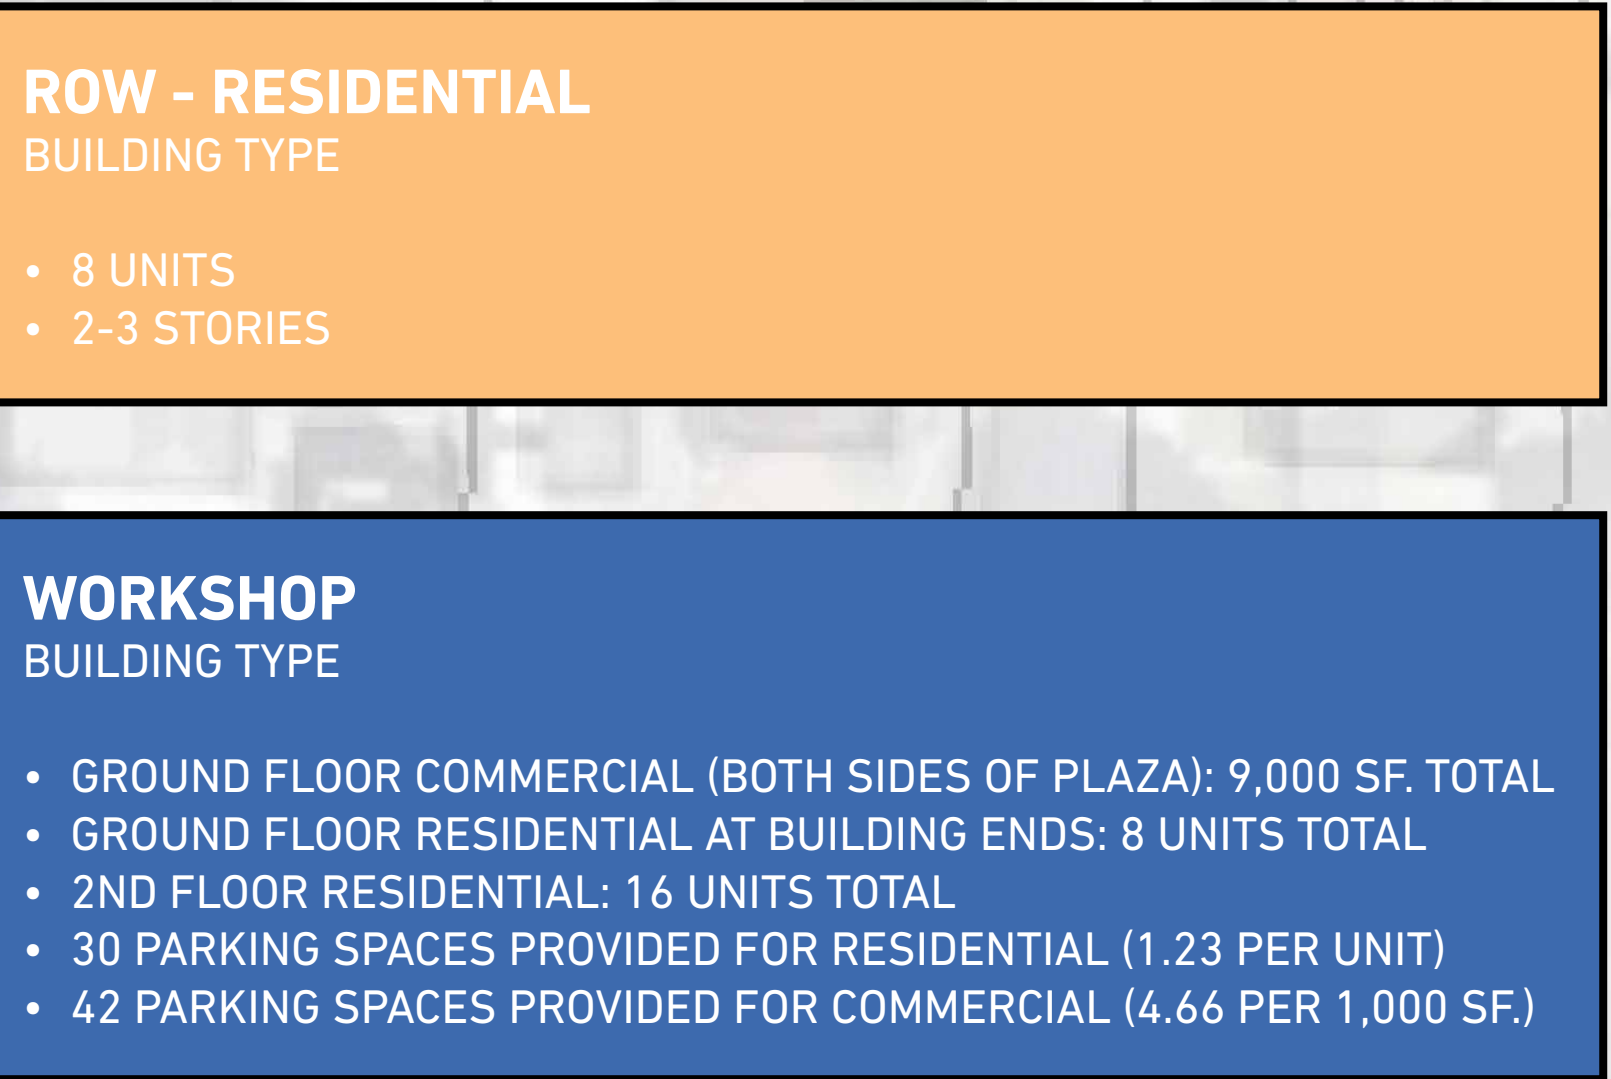 ROW - RESIDENTIAL
BUILDING TYPE
• 8 UNITS
• 2-3 STORIES
WORKSHOP
BUILDING TYPE
• GROUND FLOOR COMMERCIAL (BOTH SIDES OF PLAZA): 9,000 SF. TOTAL
• GROUND FLOOR RESIDENTIAL AT BUILDING ENDS: 8 UNITS TOTAL
• 2ND FLOOR RESIDENTIAL: 16 UNITS TOTAL
• 30 PARKING SPACES PROVIDED FOR RESIDENTIAL (1.23 PER UNIT)
• 42 PARKING SPACES PROVIDED FOR COMMERCIAL (4.66 PER 1,000 SF.)